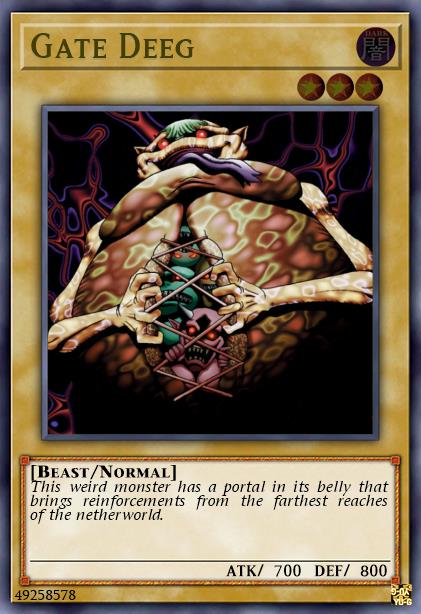 GATE DEEG
DARK
闇
[BEAST/NORMAL]
This weird monster has a portal in its belly that
brings reinforcements from the farthest reaches
of the netherworld.
ATK/ 700 DEF/ 800
49258578